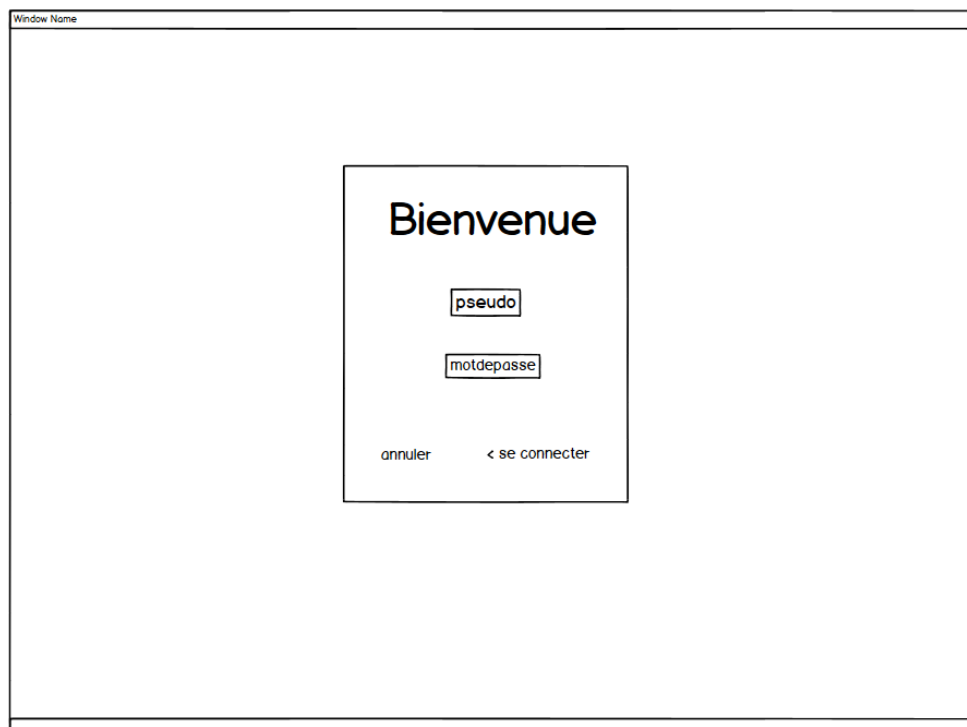 Window Name
Bienvenue
pseudo
motdepasse
annuler < se connecter